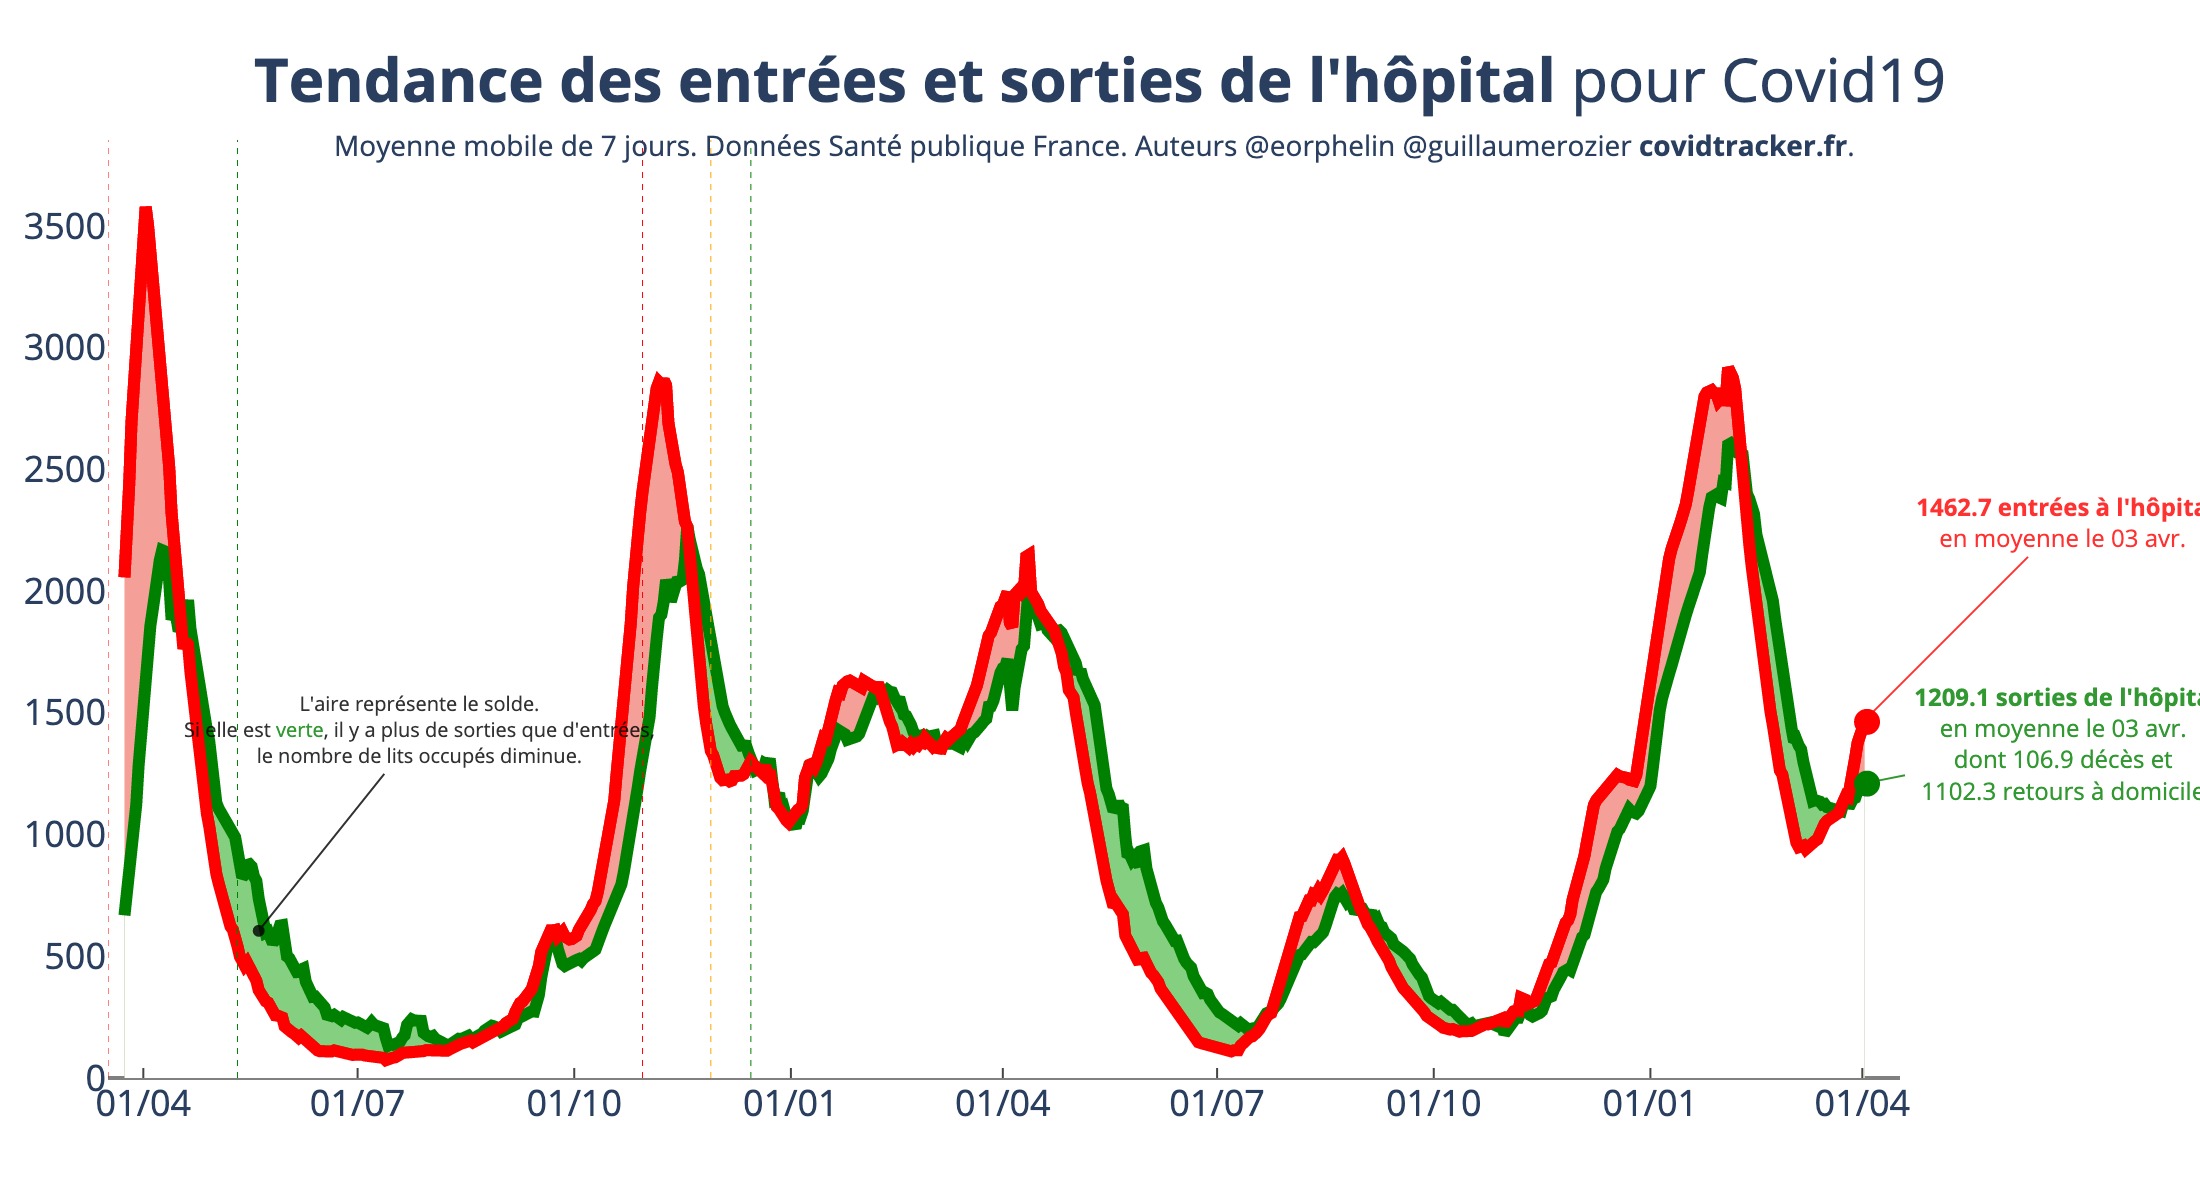 Tendance des entrées et sorties de l'hôpital pour Covid19
Moyenne mobile de 7 jours. Données Santé publique France. Auteurs @eorphelin @guillaumerozier covidtracker.fr.
3500
3000
2500
2000
1500
1000
500
0
L'aire représente le solde.
Si elle est verte, il y a plus de sorties que d'entrées,
le nombre de lits occupés diminue.
1462.7 entrées à l'hôpita
en moyenne le 03 avr.
1209.1 sorties de l'hôpita
en moyenne le 03 avr.
dont 106.9 décès et
1102.3 retours à domicile
01/04 01/07 01/10 01/01 01/04 01/07 01/10 01/01 01/04